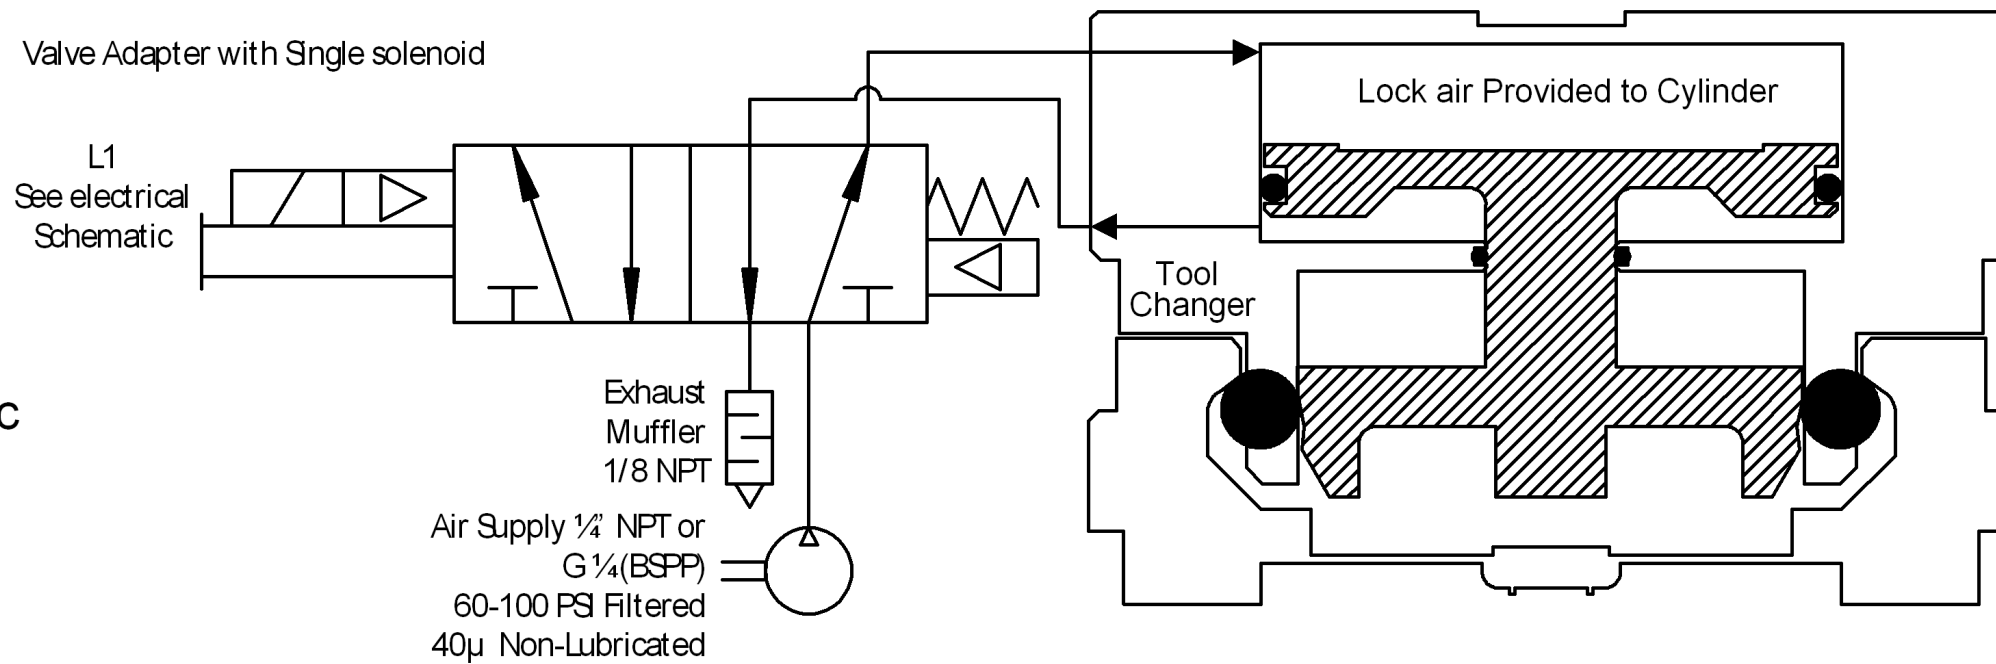 Valve Adapter with Single solenoid
Lock air Provided to Cylinder
L1
See electrical
Schematic
Tool
Changer
Exhaust
Muffler
1/8 NPT
c
Air Supply ¼” NPT or
G ¼ (BSPP)
60-100 PSI Filtered
40µ Non-Lubricated